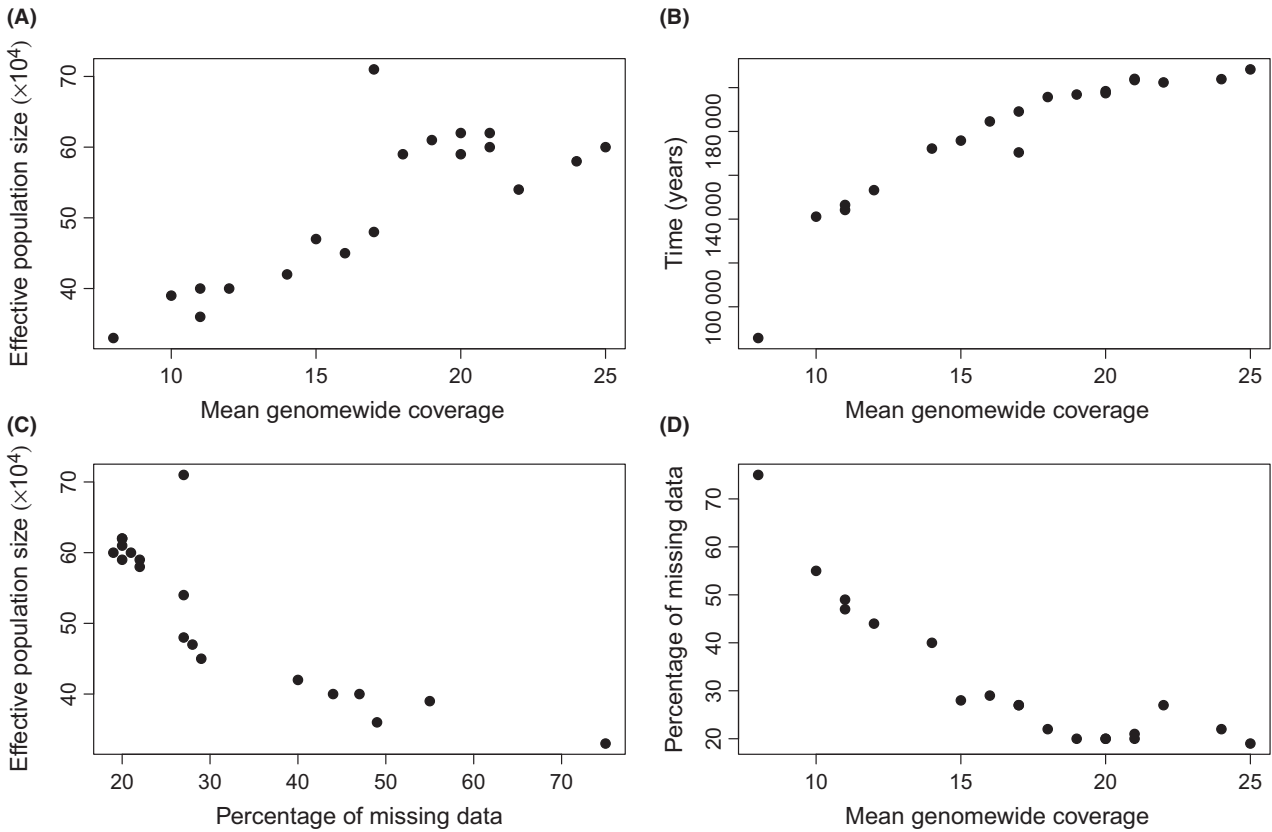 (A)
Effective population size (×10⁴)
70
60
50
40
10
15
20
25
Mean genomewide coverage
(B)
Time (years)
180 000
140 000
100 000
10
15
20
25
Mean genomewide coverage
(C)
Effective population size (×10⁴)
70
60
50
40
20
30
40
50
60
70
Percentage of missing data
(D)
Percentage of missing data
70
60
50
40
30
20
10
15
20
25
Mean genomewide coverage